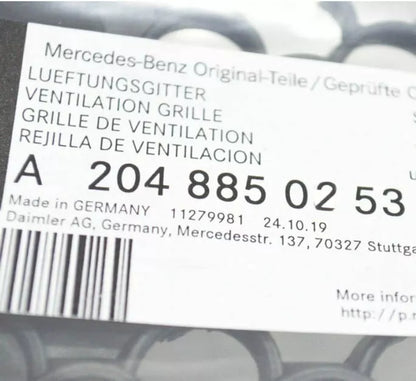 Mercedes-Benz Original-Teile / Geprüfte
LUEFTUNGSGITTER
VENTILATION GRILLE
GRILLE DE VENTILATION
REJILLA DE VENTILACION
A 204 885 02 53
Made in GERMANY 11279981 24.10.19
Daimler AG, Germany, Mercedesstr. 137, 70327 Stuttga
More infor
http://p.